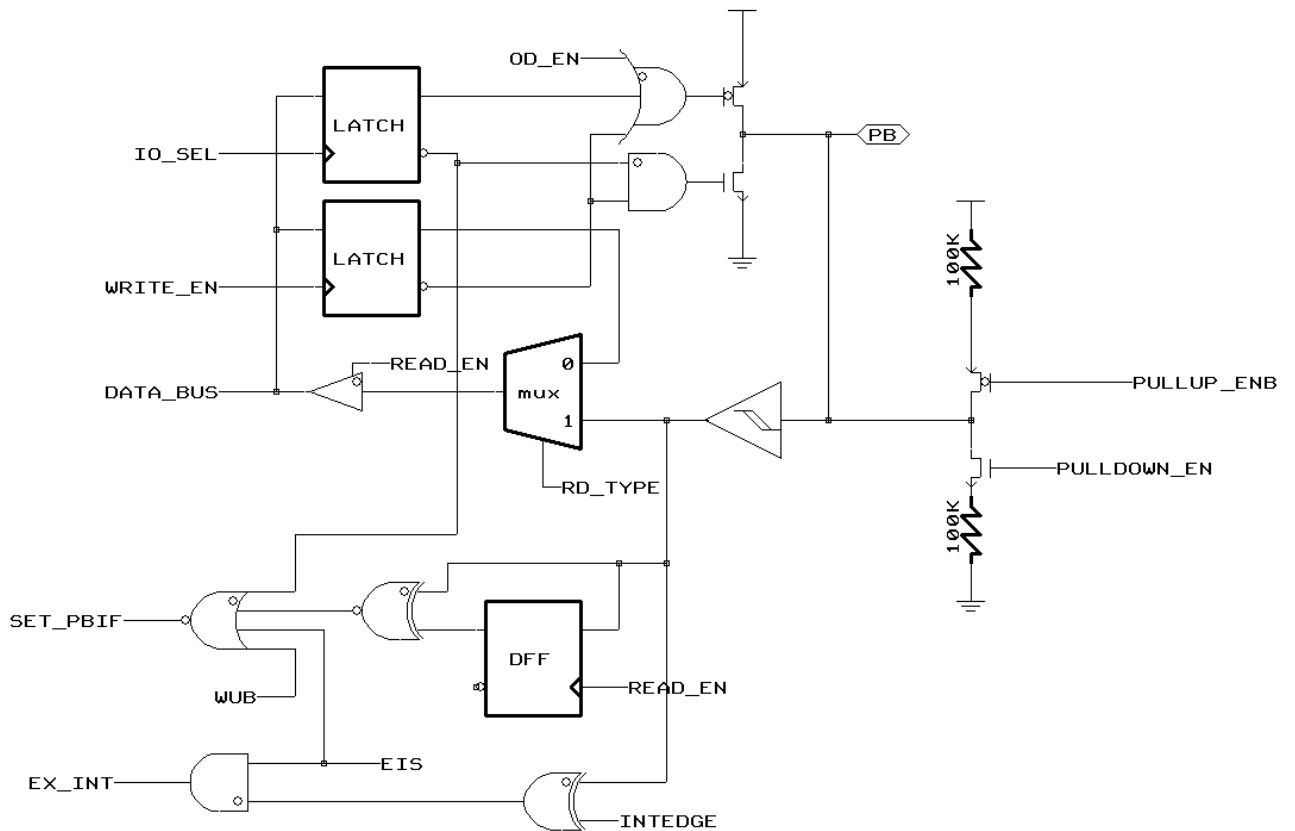 OD_EN
LATCH
PB
IO_SEL
100K
LATCH
WRITE_EN
READ_EN
0
PULLUP_ENB
DATA_BUS
mux
1
PULLDOWN_EN
RD_TYPE
100K
SET_PBIF
DFF
READ_EN
WUB
EIS
EX_INT
INTEDGE